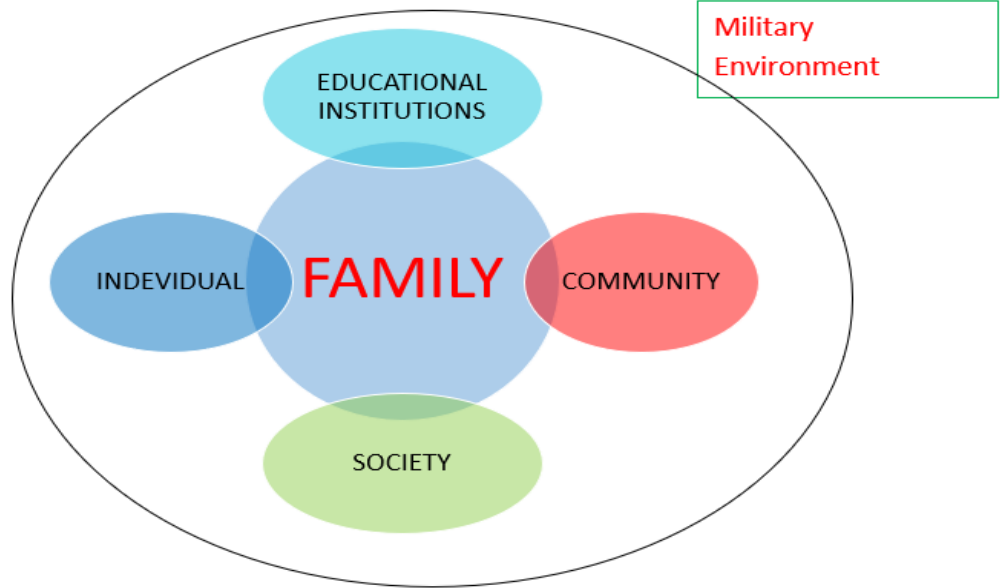 Military
Environment
EDUCATIONAL
INSTITUTIONS
INDEVIDUAL
FAMILY
COMMUNITY
SOCIETY